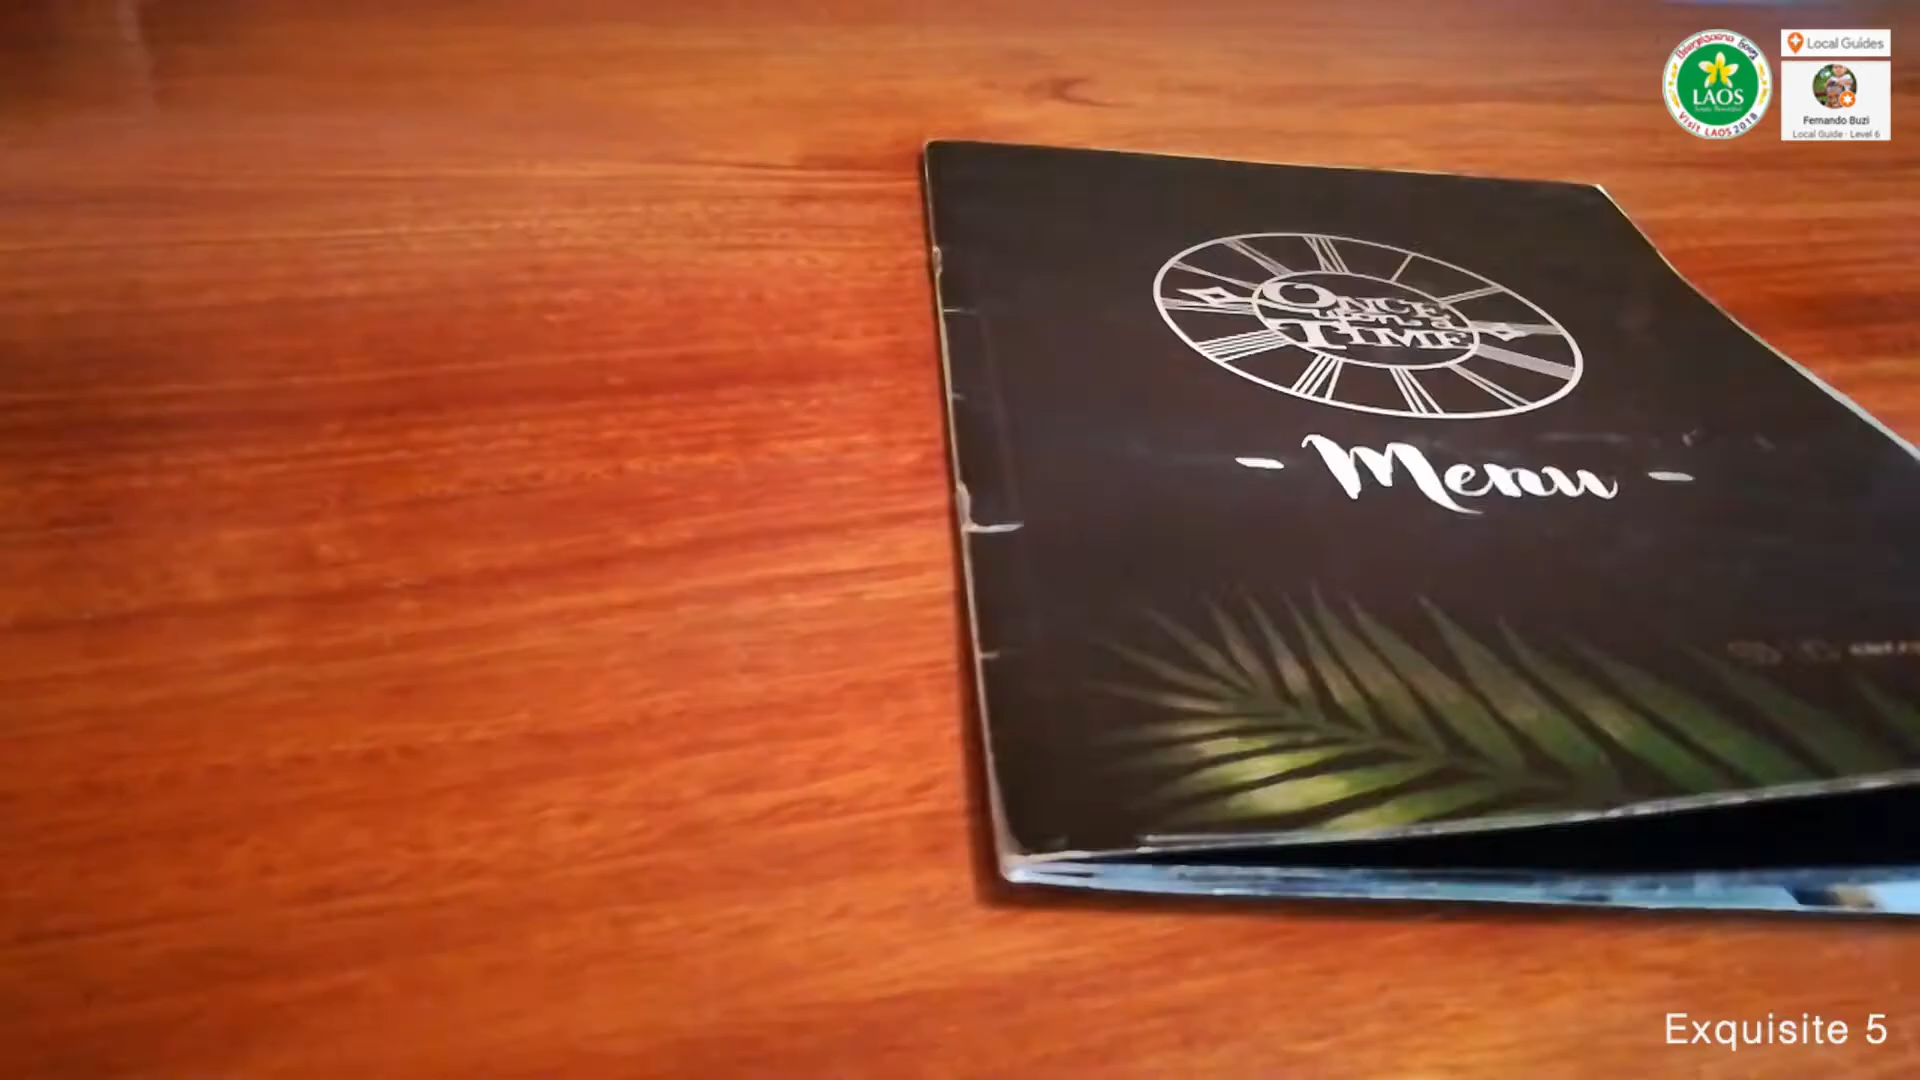 Local Guides
LAOS
Visit LAOS 2018
Fernando Buzi
Local Guide · Level 6
ONCE
upon a
TIME
- Menu -
Exquisite 5